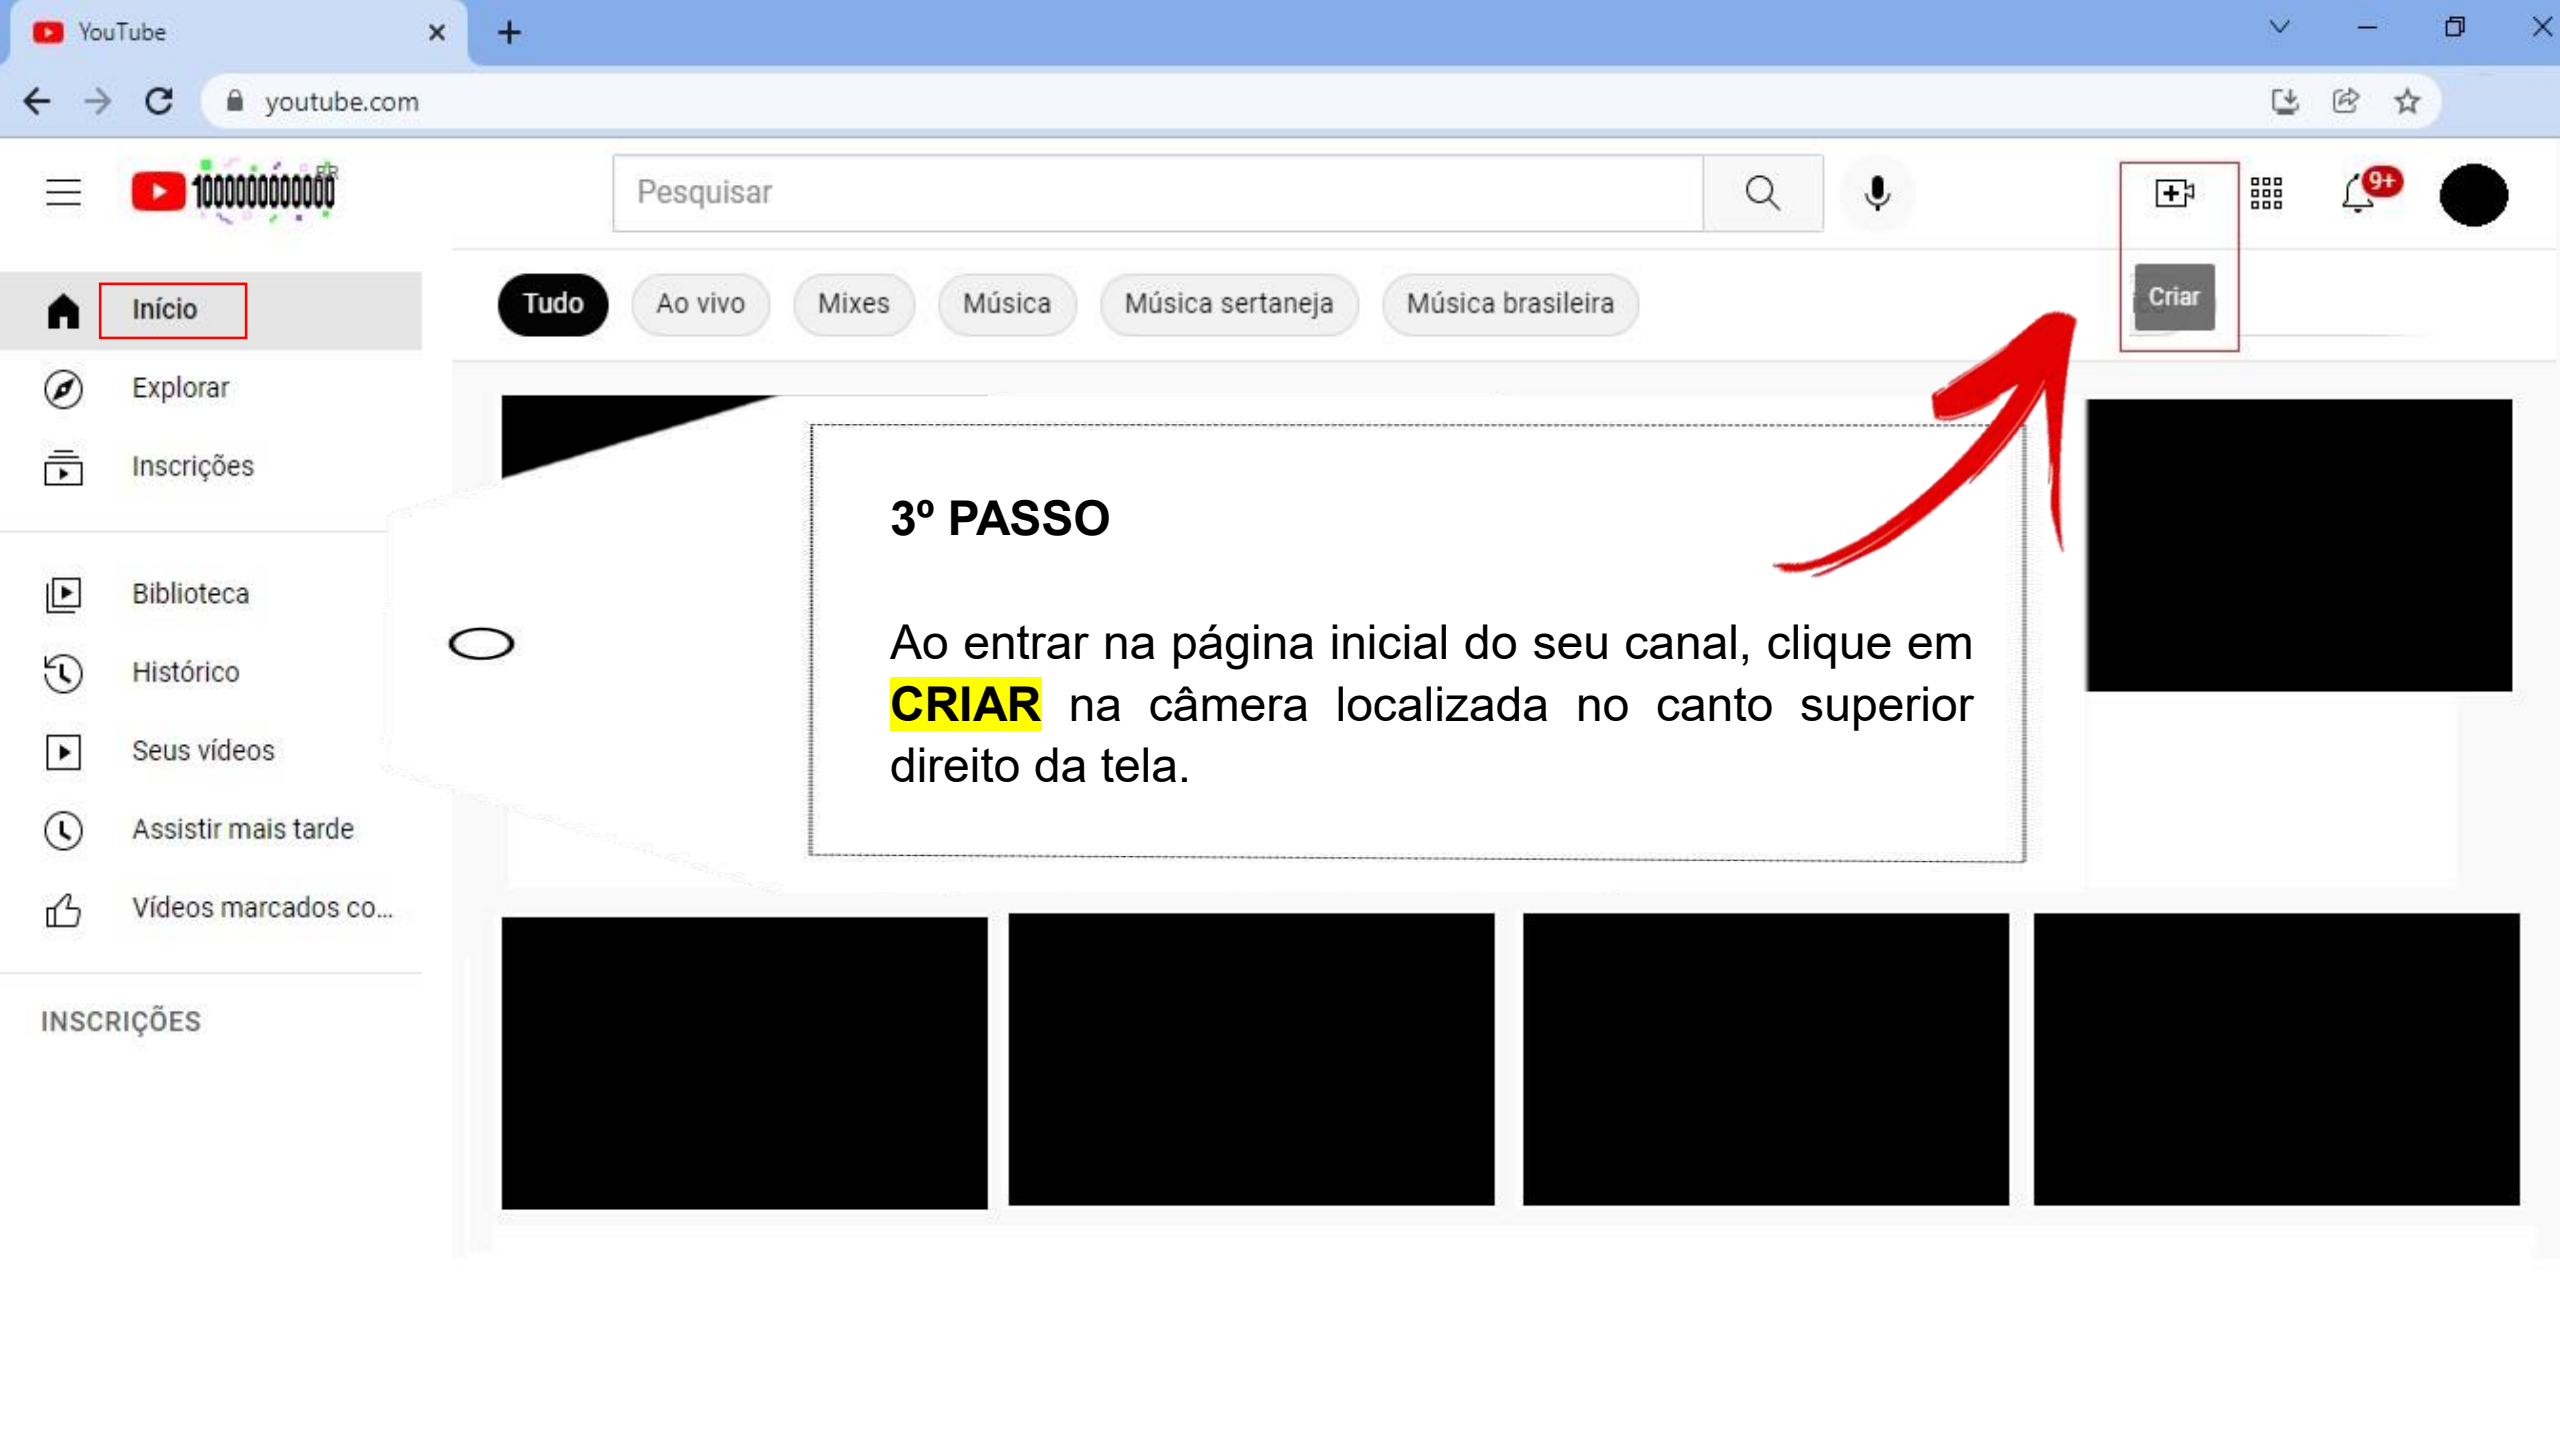 YouTube
youtube.com
10000000000000
BR
Pesquisar
9+
Criar
Início
Explorar
Inscrições
Biblioteca
Histórico
Seus vídeos
Assistir mais tarde
Vídeos marcados co...
INSCRIÇÕES
Tudo
Ao vivo
Mixes
Música
Música sertaneja
Música brasileira
3º PASSO
Ao entrar na página inicial do seu canal, clique em
CRIAR na câmera localizada no canto superior
direito da tela.